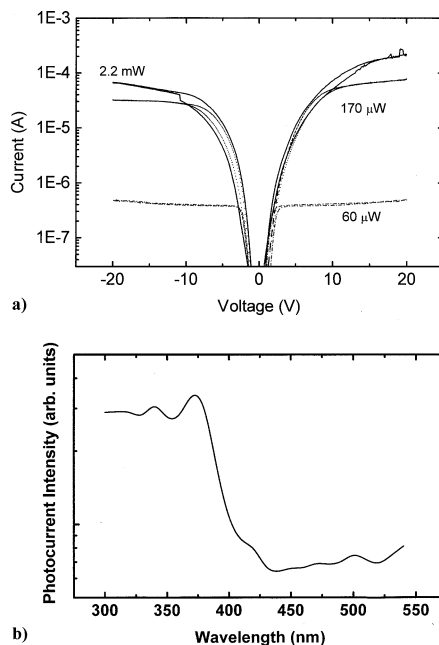 1E-3
1E-4
1E-5
1E-6
1E-7
Current (A)
2.2 mW
170 µW
60 µW
-20 -10 0 10 20
Voltage (V)
a)
Photocurrent Intensity (arb. units)
300 350 400 450 500 550
Wavelength (nm)
b)